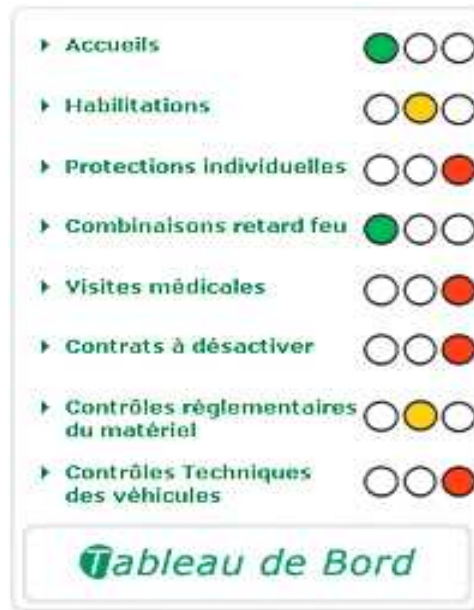 Accueils
Habilitations
Protections individuelles
Combinaisons retard feu
Visites médicales
Contrats à désactiver
Contrôles réglementaires
du matériel
Contrôles Techniques
des véhicules
Tableau de Bord